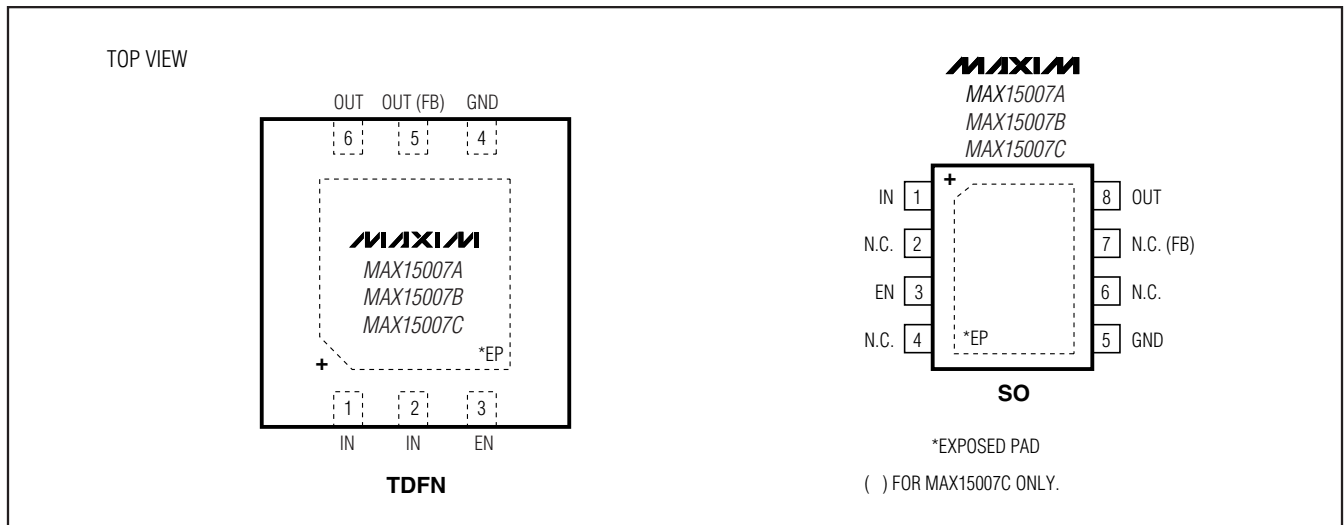 TOP VIEW
OUT OUT (FB) GND
6 5 4
MAXIM
MAX15007A
MAX15007B
MAX15007C
*EP
+
1 2 3
IN IN EN
TDFN
MAXIM
MAX15007A
MAX15007B
MAX15007C
+
IN 1 8 OUT
N.C. 2 7 N.C. (FB)
EN 3 6 N.C.
N.C. 4 *EP 5 GND
SO
*EXPOSED PAD
( ) FOR MAX15007C ONLY.